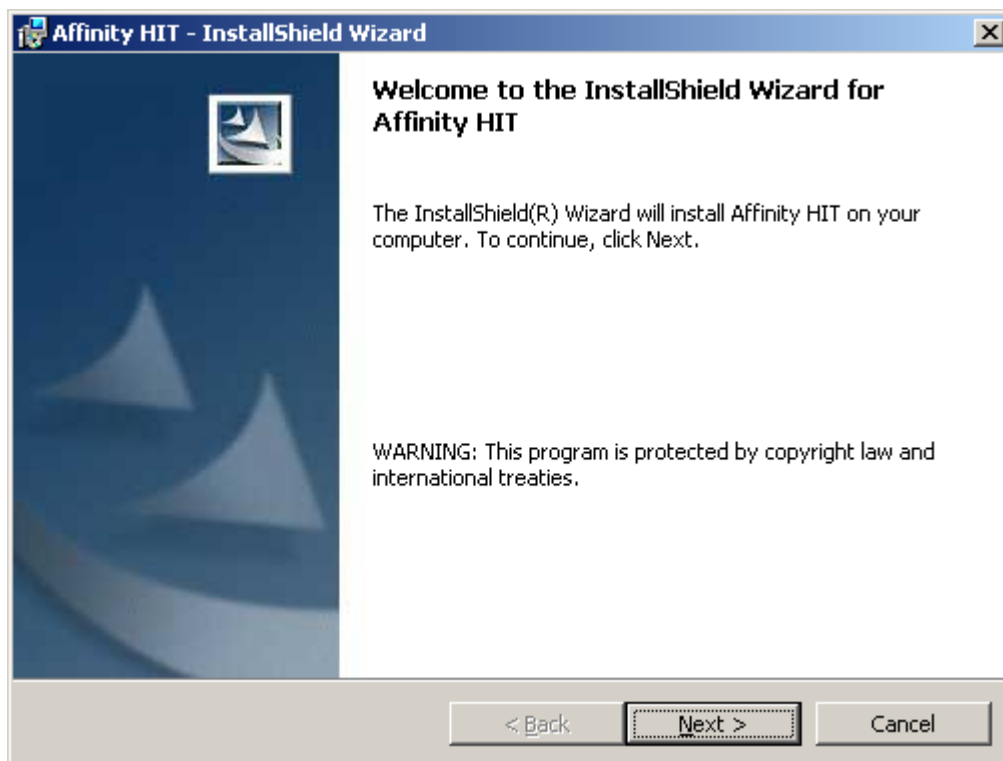 Affinity HIT - InstallShield Wizard
Welcome to the InstallShield Wizard for
Affinity HIT
The InstallShield(R) Wizard will install Affinity HIT on your
computer. To continue, click Next.
WARNING: This program is protected by copyright law and
international treaties.
< Back
Next >
Cancel